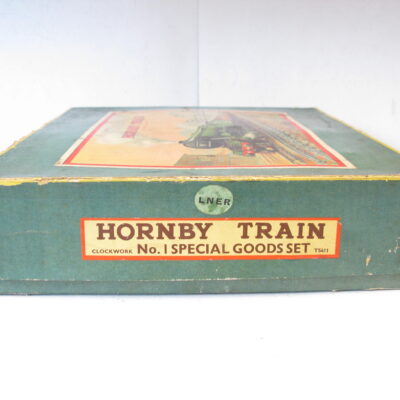 LNER
HORNBY TRAIN
CLOCKWORK No. 1 SPECIAL GOODS SET